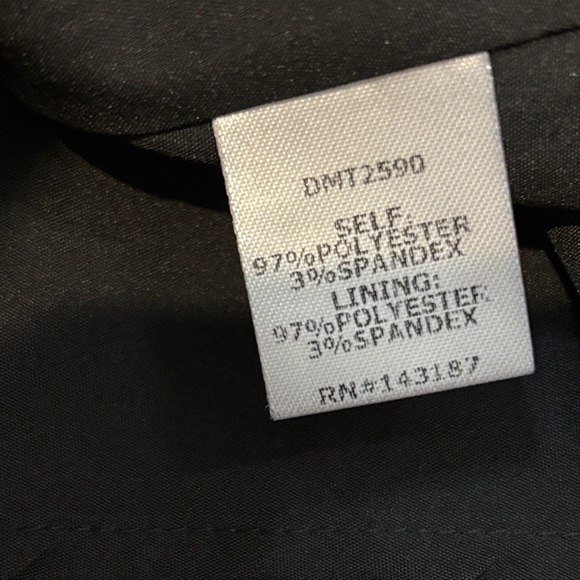 DMT2590
SELF:
97%POLYESTER
3%SPANDEX
LINING:
97%POLYESTER
3%SPANDEX
RN#143187